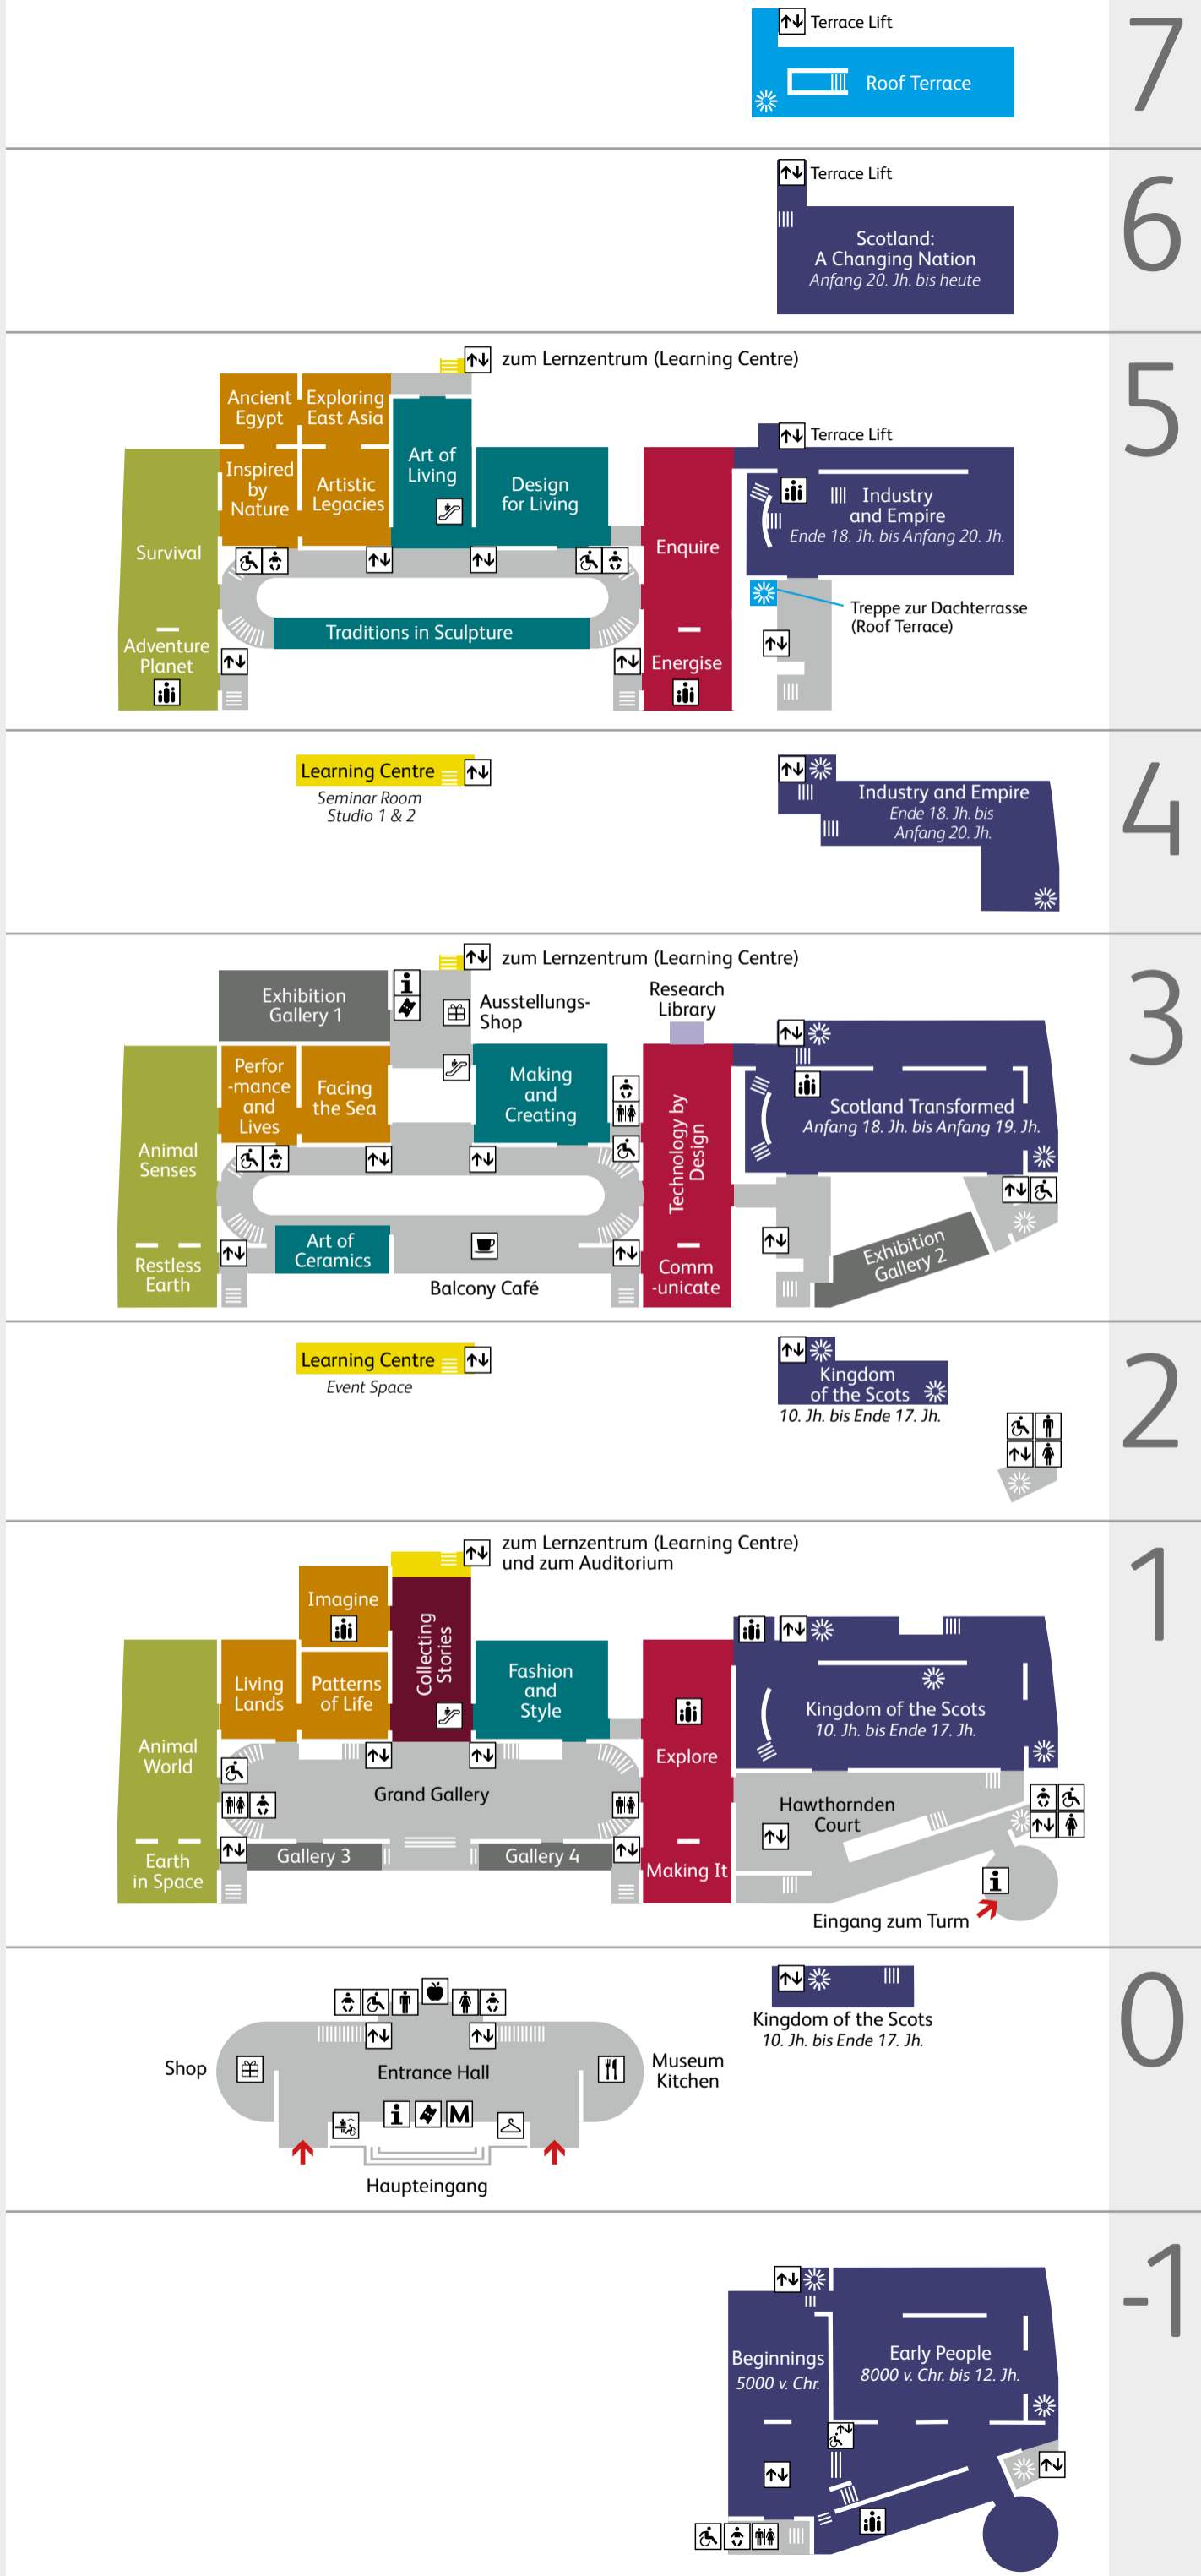 7
Terrace Lift
Roof Terrace
6
Terrace Lift
Scotland:
A Changing Nation
Anfang 20. Jh. bis heute
5
zum Lernzentrum (Learning Centre)
Ancient
Egypt
Exploring
East Asia
Art of
Living
Inspired
by
Nature
Artistic
Legacies
Design
for Living
Survival
Adventure
Planet
Traditions in Sculpture
Enquire
Energise
Terrace Lift
Industry
and Empire
Ende 18. Jh. bis Anfang 20. Jh.
Treppe zur Dachterrasse
(Roof Terrace)
4
Learning Centre
Seminar Room
Studio 1 & 2
Industry and Empire
Ende 18. Jh. bis
Anfang 20. Jh.
3
zum Lernzentrum (Learning Centre)
Exhibition
Gallery 1
i
Ausstellungs-
Shop
Research
Library
Perfor
-mance
and
Lives
Facing
the Sea
Making
and
Creating
Animal
Senses
Restless
Earth
Art of
Ceramics
Balcony Café
Technology by
Design
Comm
-unicate
Scotland Transformed
Anfang 18. Jh. bis Anfang 19. Jh.
Exhibition
Gallery 2
2
Learning Centre
Event Space
Kingdom
of the Scots
10. Jh. bis Ende 17. Jh.
1
zum Lernzentrum (Learning Centre)
und zum Auditorium
Imagine
Collecting
Stories
Living
Lands
Patterns
of Life
Fashion
and
Style
Animal
World
Earth
in Space
Grand Gallery
Gallery 3
Gallery 4
Explore
Making It
Kingdom of the Scots
10. Jh. bis Ende 17. Jh.
Hawthornden
Court
i
Eingang zum Turm
0
Shop
Entrance Hall
Museum
Kitchen
i
M
Haupteingang
Kingdom of the Scots
10. Jh. bis Ende 17. Jh.
-1
Beginnings
5000 v. Chr.
Early People
8000 v. Chr. bis 12. Jh.